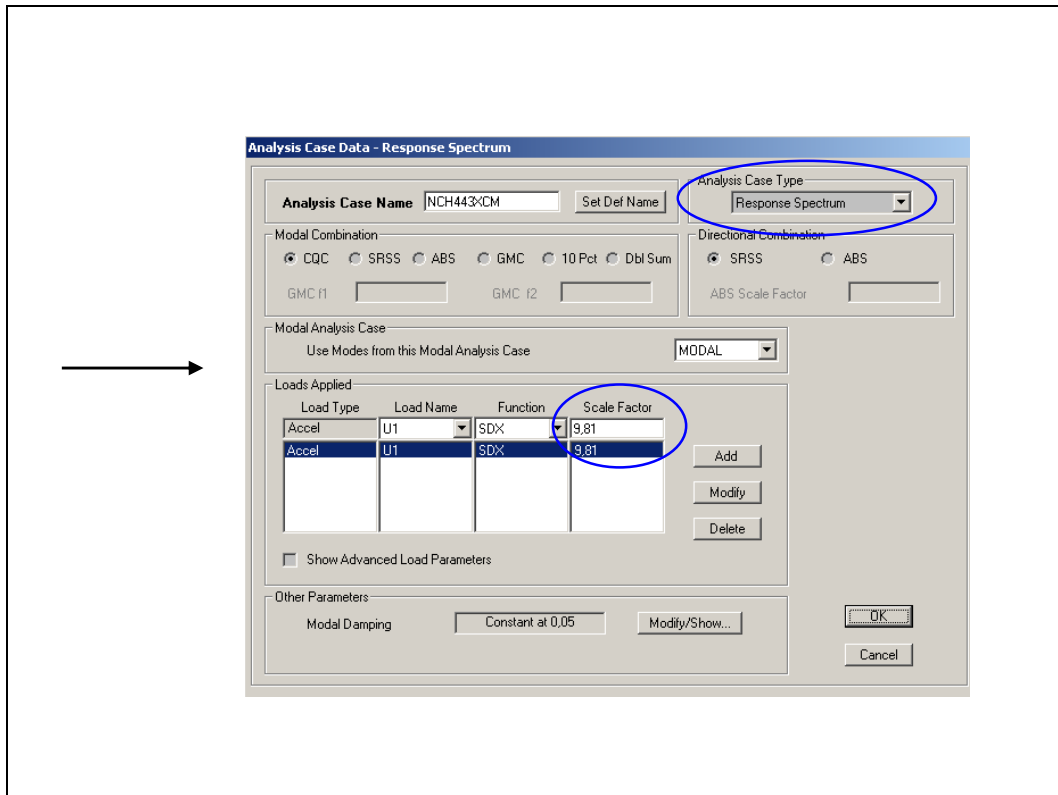 Analysis Case Data - Response Spectrum
Analysis Case Name NCH443XCM Set Def Name
Analysis Case Type
Response Spectrum
Modal Combination
CQC SRSS ABS GMC 10 Pct Dbl Sum
GMC f1 GMC f2
Directional Combination
SRSS ABS
ABS Scale Factor
Modal Analysis Case
Use Modes from this Modal Analysis Case MODAL
Loads Applied
Load Type Load Name Function Scale Factor
Accel U1 SDX 9,81
Accel U1 SDX 9,81
Add
Modify
Delete
Show Advanced Load Parameters
Other Parameters
Modal Damping Constant at 0,05 Modify/Show...
OK
Cancel